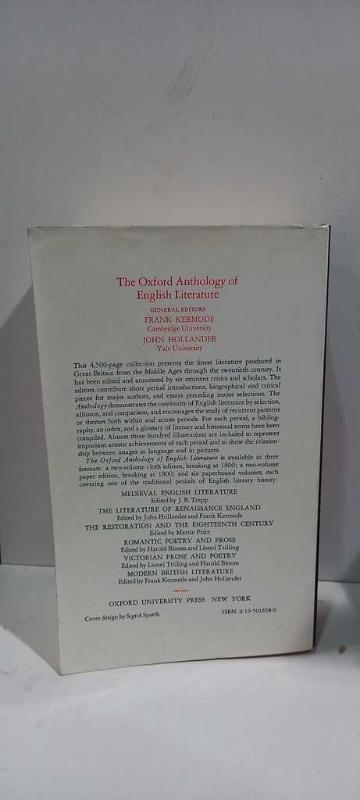 The Oxford Anthology of
English Literature
GENERAL EDITORS
FRANK KERMODE
Cambridge University
JOHN HOLLANDER
Yale University
This 4,500-page collection presents the finest literature produced in
Great Britain from the Middle Ages through the twentieth century. It
has been edited and annotated by six eminent critics and scholars. The
editors contribute short period introductions, biographical and critical
pieces for major authors, and essays preceding major selections. The
Anthology demonstrates the continuity of English literature by selection,
allusion, and comparison, and encourages the study of recurrent patterns
or themes both within and across periods. For each period, a bibliog-
raphy, an index, and a glossary of literary and historical terms have been
compiled. Almost three hundred illustrations are included to represent
important artistic achievements of each period and to show the relation-
ship between images in language and in pictures.
The Oxford Anthology of English Literature is available in three
formats: a two-volume cloth edition, breaking at 1800; a two-volume
paper edition, breaking at 1800; and six paperbound volumes, each
covering one of the traditional periods of English literary history:
MEDIEVAL ENGLISH LITERATURE
Edited by J. B. Trapp
THE LITERATURE OF RENAISSANCE ENGLAND
Edited by John Hollander and Frank Kermode
THE RESTORATION AND THE EIGHTEENTH CENTURY
Edited by Martin Price
ROMANTIC POETRY AND PROSE
Edited by Harold Bloom and Lionel Trilling
VICTORIAN PROSE AND POETRY
Edited by Lionel Trilling and Harold Bloom
MODERN BRITISH LITERATURE
Edited by Frank Kermode and John Hollander
OXFORD UNIVERSITY PRESS NEW YORK
Cover design by Sigrid Spaeth
ISBN 0-19-501658-0